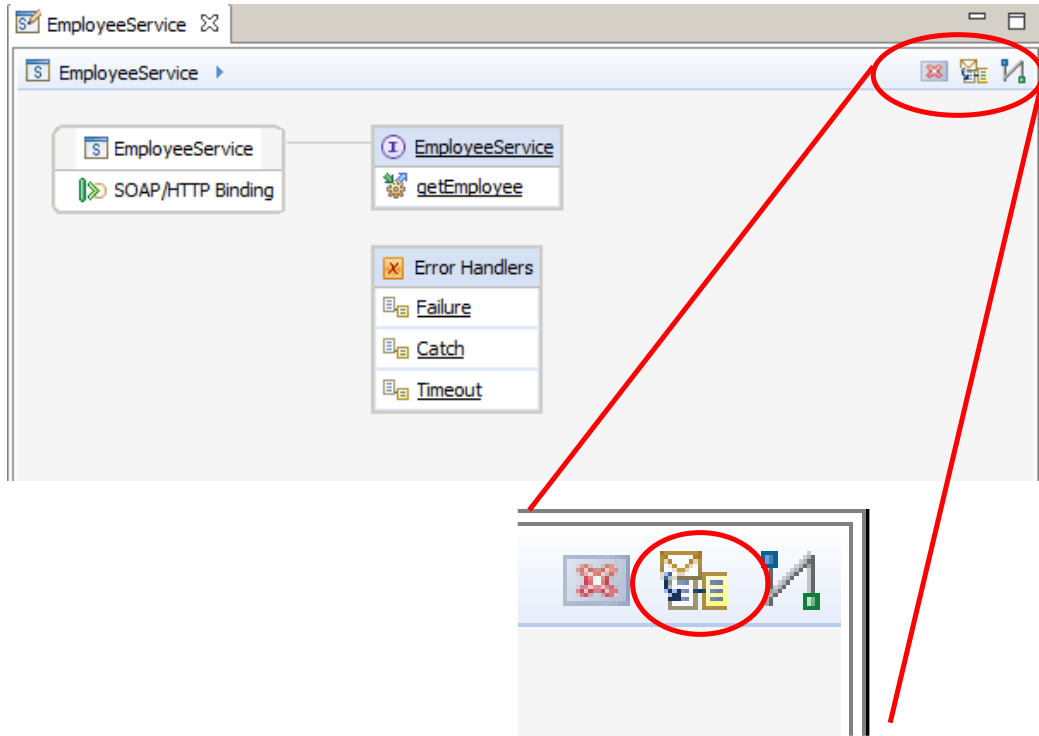 EmployeeService
EmployeeService
EmployeeService
SOAP/HTTP Binding
EmployeeService
getEmployee
Error Handlers
Failure
Catch
Timeout